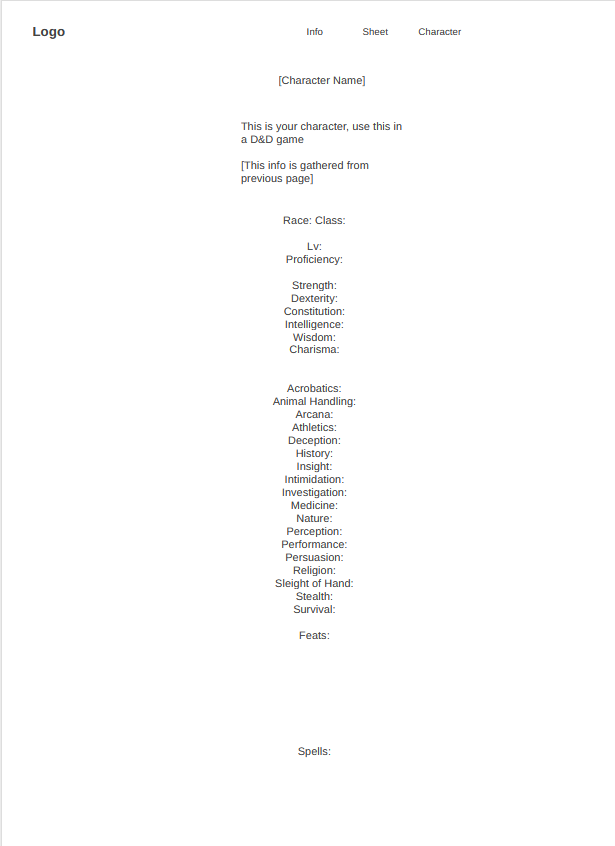 Logo
Info Sheet Character
[Character Name]
This is your character, use this in
a D&D game
[This info is gathered from
previous page]
Race: Class:
Lv:
Proficiency:
Strength:
Dexterity:
Constitution:
Intelligence:
Wisdom:
Charisma:
Acrobatics:
Animal Handling:
Arcana:
Athletics:
Deception:
History:
Insight:
Intimidation:
Investigation:
Medicine:
Nature:
Perception:
Performance:
Persuasion:
Religion:
Sleight of Hand:
Stealth:
Survival:
Feats:
Spells: